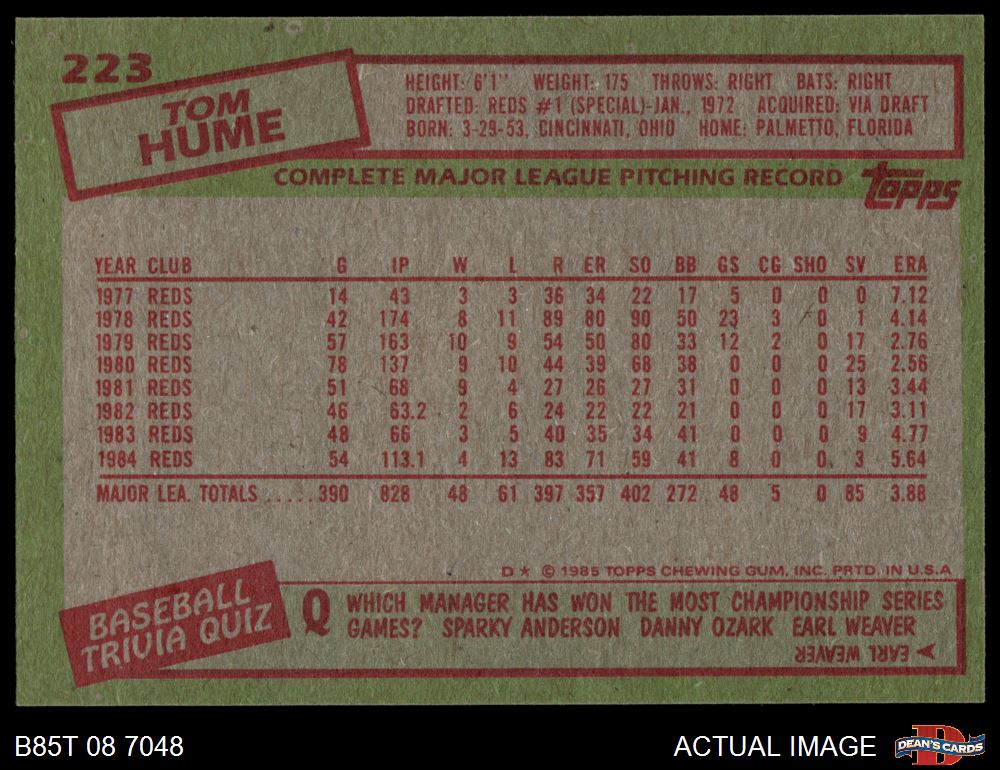 223
TOM
HUME
HEIGHT: 6'1" WEIGHT: 175 THROWS: RIGHT BATS: RIGHT
DRAFTED: REDS #1 (SPECIAL)-JAN., 1972 ACQUIRED: VIA DRAFT
BORN: 3-29-53, CINCINNATI, OHIO HOME: PALMETTO, FLORIDA
COMPLETE MAJOR LEAGUE PITCHING RECORD
topps
YEAR CLUB G IP W L R ER SO BB GS CG SHO SV ERA
1977 REDS 14 43 3 3 36 34 22 17 5 0 0 0 7.12
1978 REDS 42 174 8 11 89 80 90 50 23 3 0 1 4.14
1979 REDS 57 163 10 9 54 50 80 33 12 2 0 17 2.76
1980 REDS 78 137 9 10 44 39 68 38 0 0 0 25 2.56
1981 REDS 51 68 9 4 27 26 27 31 0 0 0 13 3.44
1982 REDS 46 63.2 2 6 24 22 22 21 0 0 0 17 3.11
1983 REDS 48 66 3 5 40 35 34 41 0 0 0 9 4.77
1984 REDS 54 113.1 4 13 83 71 59 41 8 0 0 3 5.64
MAJOR LEA. TOTALS ..... 390 828 48 61 397 357 402 272 48 5 0 85 3.88
D★ © 1985 TOPPS CHEWING GUM, INC. PRTD. IN U.S.A
BASEBALL
TRIVIA QUIZ
Q WHICH MANAGER HAS WON THE MOST CHAMPIONSHIP SERIES
GAMES? SPARKY ANDERSON DANNY OZARK EARL WEAVER
➤ EARL WEAVER
B85T 08 7048
ACTUAL IMAGE
D
DEAN'S CARDS